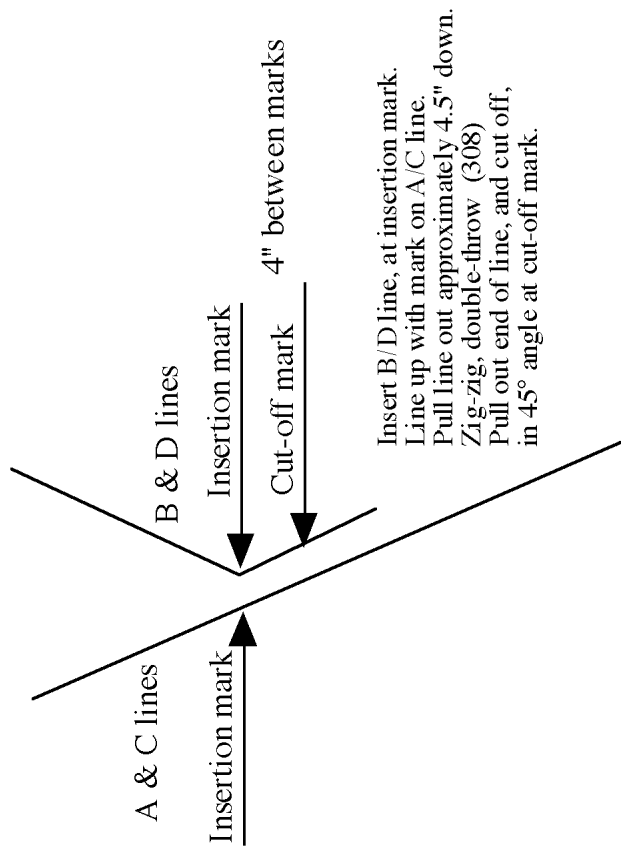 A & C lines
Insertion mark
B & D lines
Insertion mark
Cut-off mark
4" between marks
Insert B/D line, at insertion mark.
Line up with mark on A/C line.
Pull line out approximately 4.5" down.
Zig-zig, double-throw (308)
Pull out end of line, and cut off,
in 45° angle at cut-off mark.